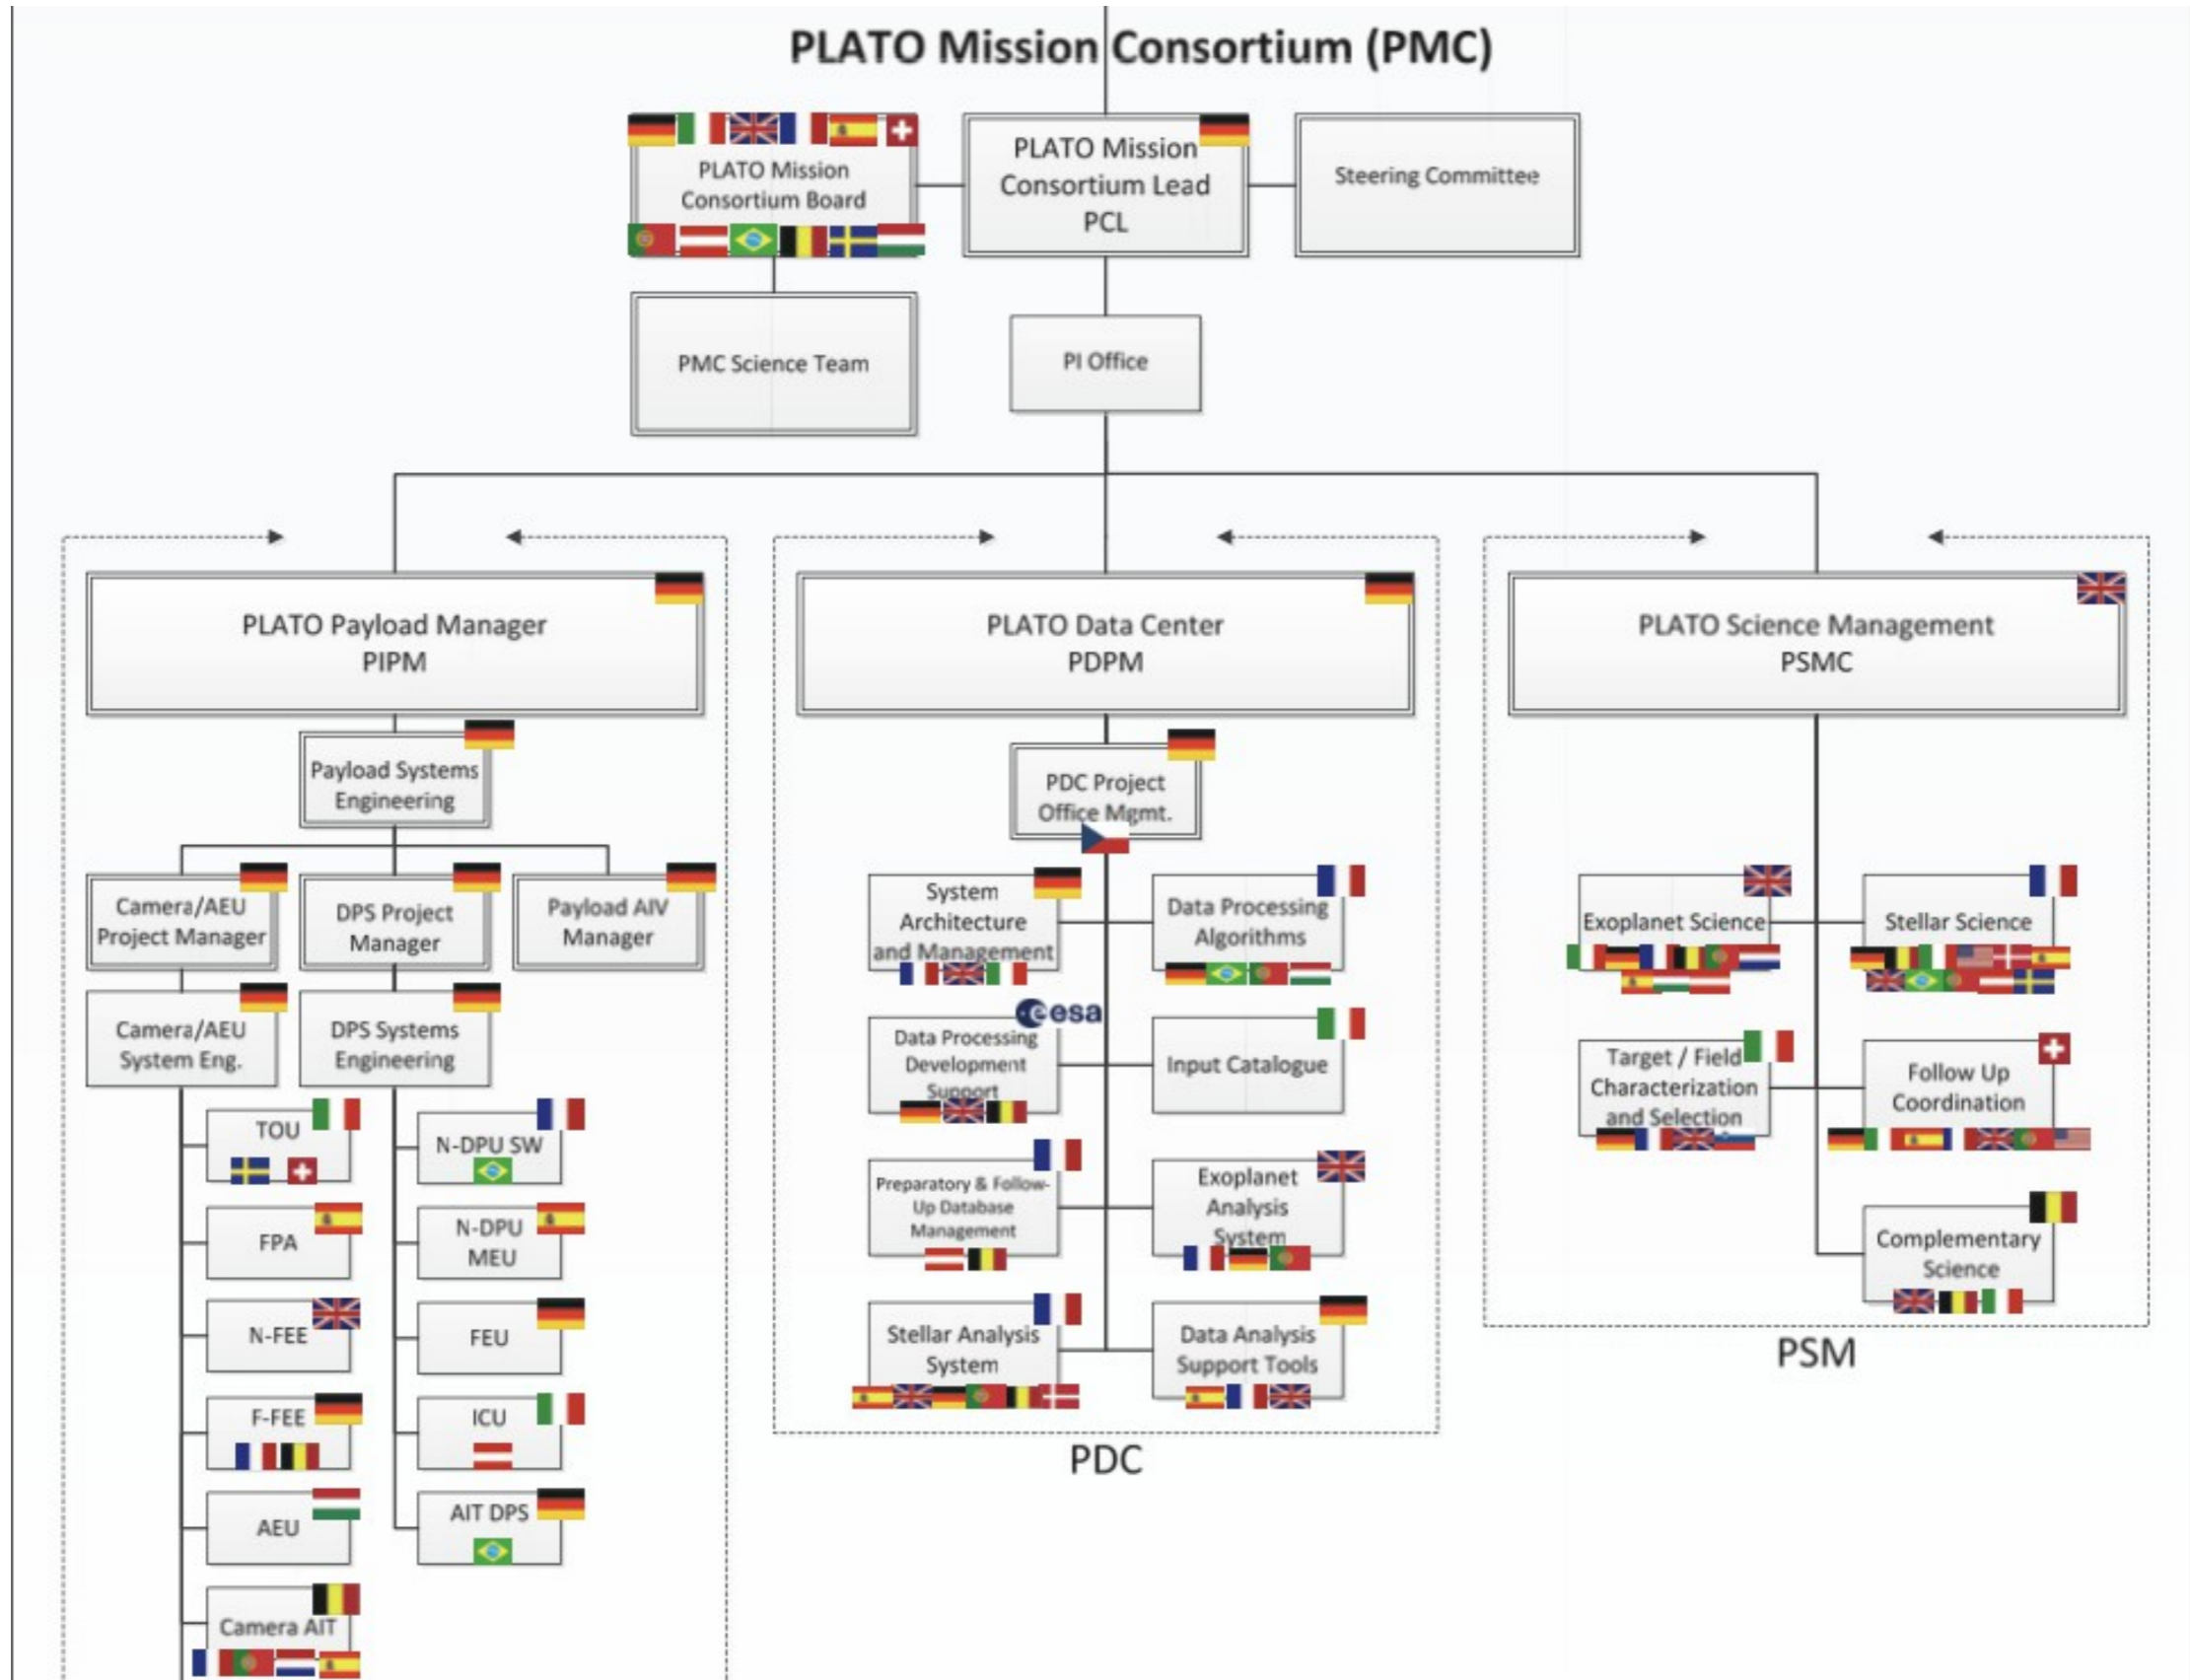 PLATO Mission Consortium (PMC)
PLATO Mission
Consortium Board
PLATO Mission
Consortium Lead
PCL
Steering Committee
PMC Science Team
PI Office
PLATO Payload Manager
PIPM
PLATO Data Center
PDPM
PLATO Science Management
PSMC
Payload Systems
Engineering
Camera/AEU
Project Manager
DPS Project
Manager
Payload AIV
Manager
Camera/AEU
System Eng.
DPS Systems
Engineering
TOU
FPA
N-FEE
F-FEE
AEU
Camera AIT
N-DPU SW
N-DPU
MEU
FEU
ICU
AIT DPS
PDC Project
Office Mgmt.
System
Architecture
and Management
Data Processing
Algorithms
esa
Data Processing
Development
Support
Input Catalogue
Preparatory & Follow-
Up Database
Management
Exoplanet
Analysis
System
Stellar Analysis
System
Data Analysis
Support Tools
PDC
Exoplanet Science
Stellar Science
Target / Field
Characterization
and Selection
Follow Up
Coordination
Complementary
Science
PSM